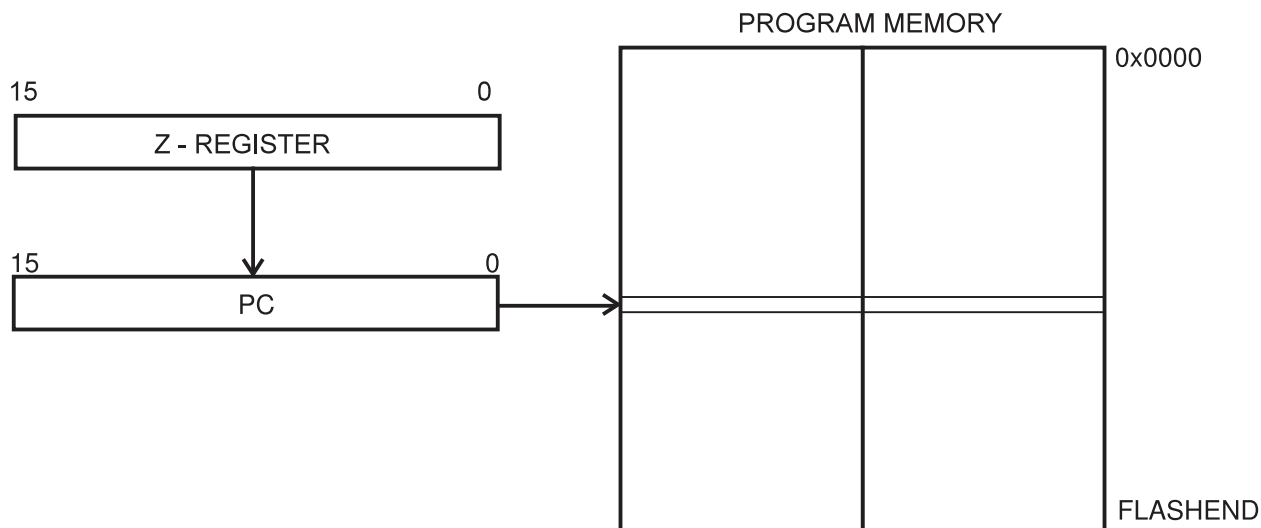 PROGRAM MEMORY
0x0000
15 0
Z - REGISTER
15 0
PC
FLASHEND